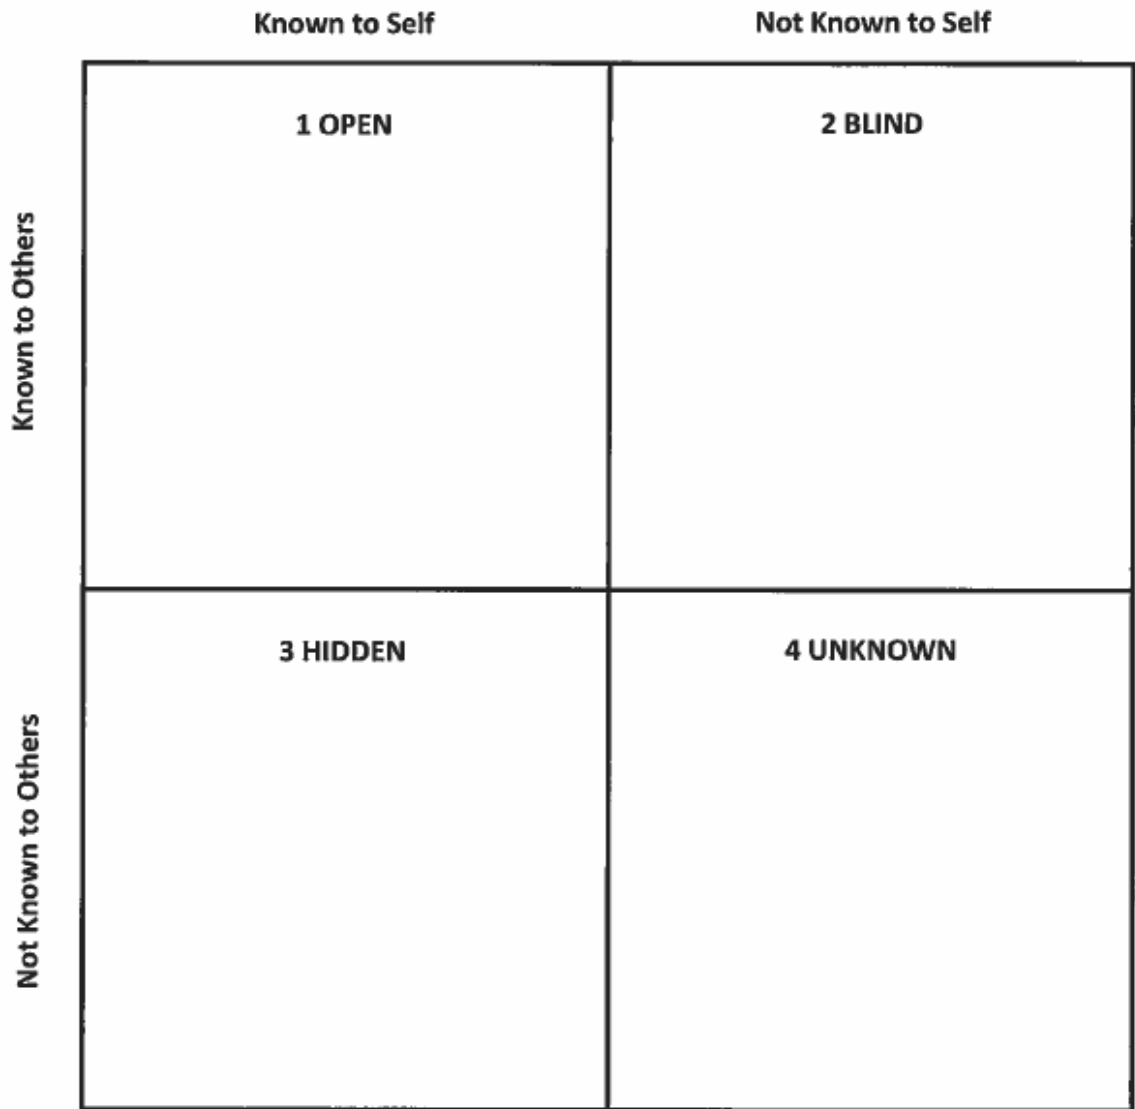 Known to Self
Not Known to Self
Known to Others
1 OPEN
2 BLIND
Not Known to Others
3 HIDDEN
4 UNKNOWN